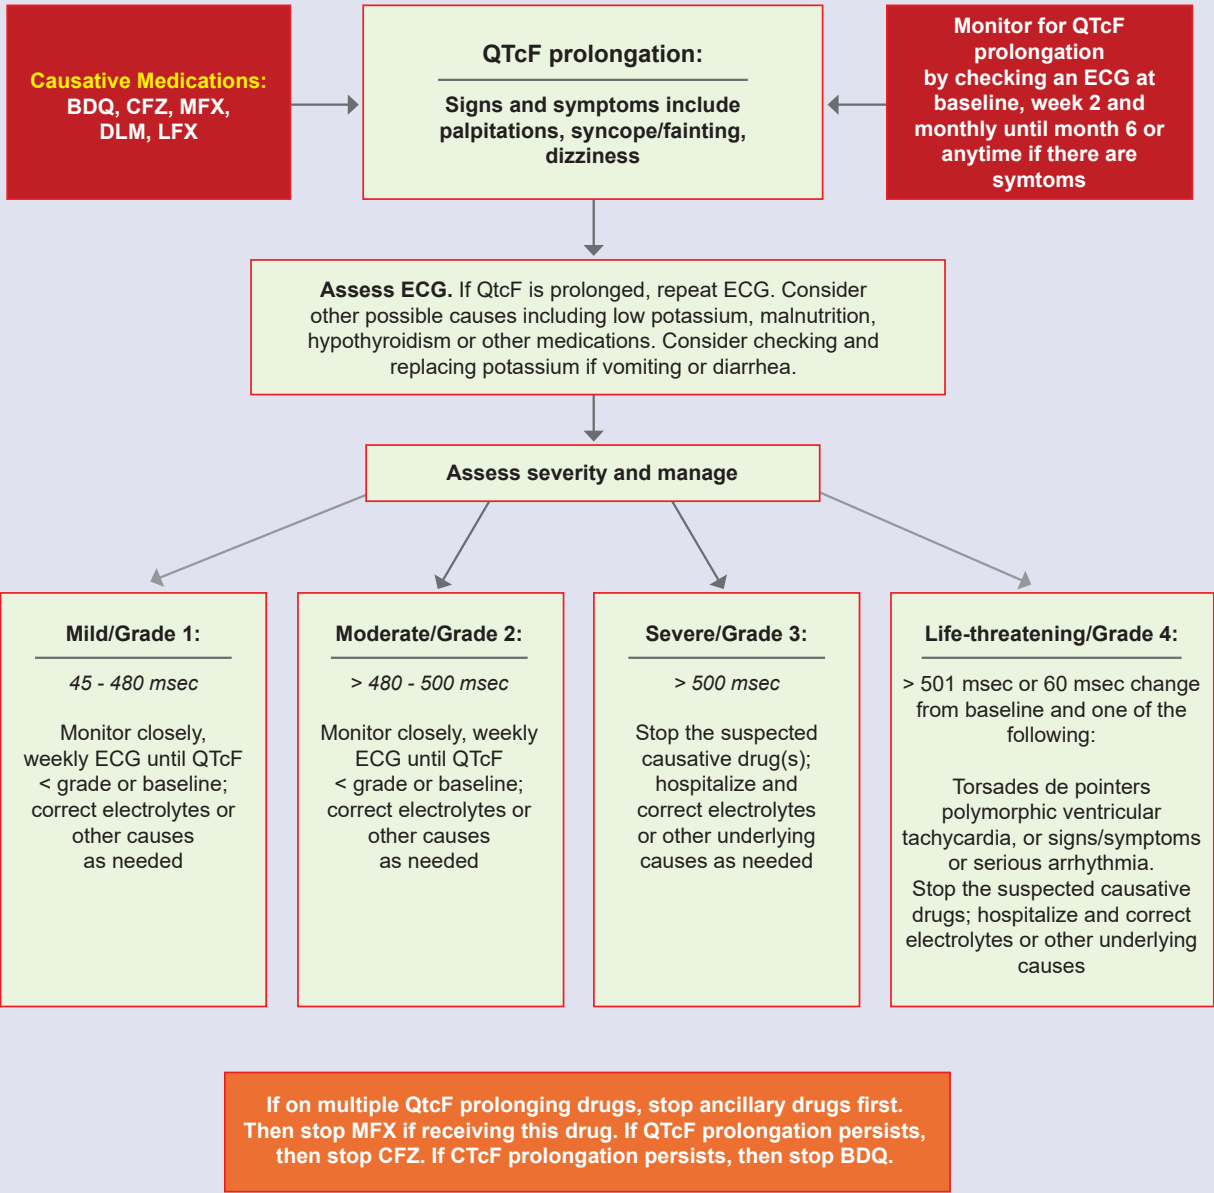 Causative Medications:
BDQ, CFZ, MFX,
DLM, LFX
QTcF prolongation:
Signs and symptoms include
palpitations, syncope/fainting,
dizziness
Monitor for QTcF
prolongation
by checking an ECG at
baseline, week 2 and
monthly until month 6 or
anytime if there are
symtoms
Assess ECG. If QtcF is prolonged, repeat ECG. Consider
other possible causes including low potassium, malnutrition,
hypothyroidism or other medications. Consider checking and
replacing potassium if vomiting or diarrhea.
Assess severity and manage
Mild/Grade 1:
45 - 480 msec
Monitor closely,
weekly ECG until QTcF
< grade or baseline;
correct electrolytes or
other causes
as needed
Moderate/Grade 2:
> 480 - 500 msec
Monitor closely, weekly
ECG until QTcF
< grade or baseline;
correct electrolytes or
other causes
as needed
Severe/Grade 3:
> 500 msec
Stop the suspected
causative drug(s);
hospitalize and
correct electrolytes
or other underlying
causes as needed
Life-threatening/Grade 4:
> 501 msec or 60 msec change
from baseline and one of the
following:
Torsades de pointers
polymorphic ventricular
tachycardia, or signs/symptoms
or serious arrhythmia.
Stop the suspected causative
drugs; hospitalize and correct
electrolytes or other underlying
causes
If on multiple QtcF prolonging drugs, stop ancillary drugs first.
Then stop MFX if receiving this drug. If QTcF prolongation persists,
then stop CFZ. If CTcF prolongation persists, then stop BDQ.